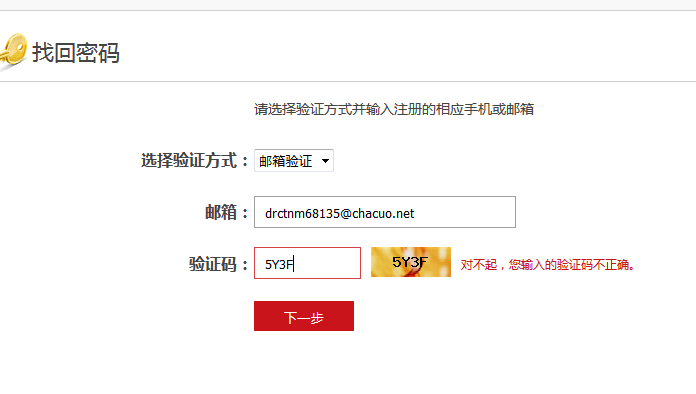 找回密码
请选择验证方式并输入注册的相应手机或邮箱
选择验证方式： 邮箱验证
邮箱： drctnm68135@chacuo.net
验证码： 5Y3F 5Y3F 对不起，您输入的验证码不正确。
下一步